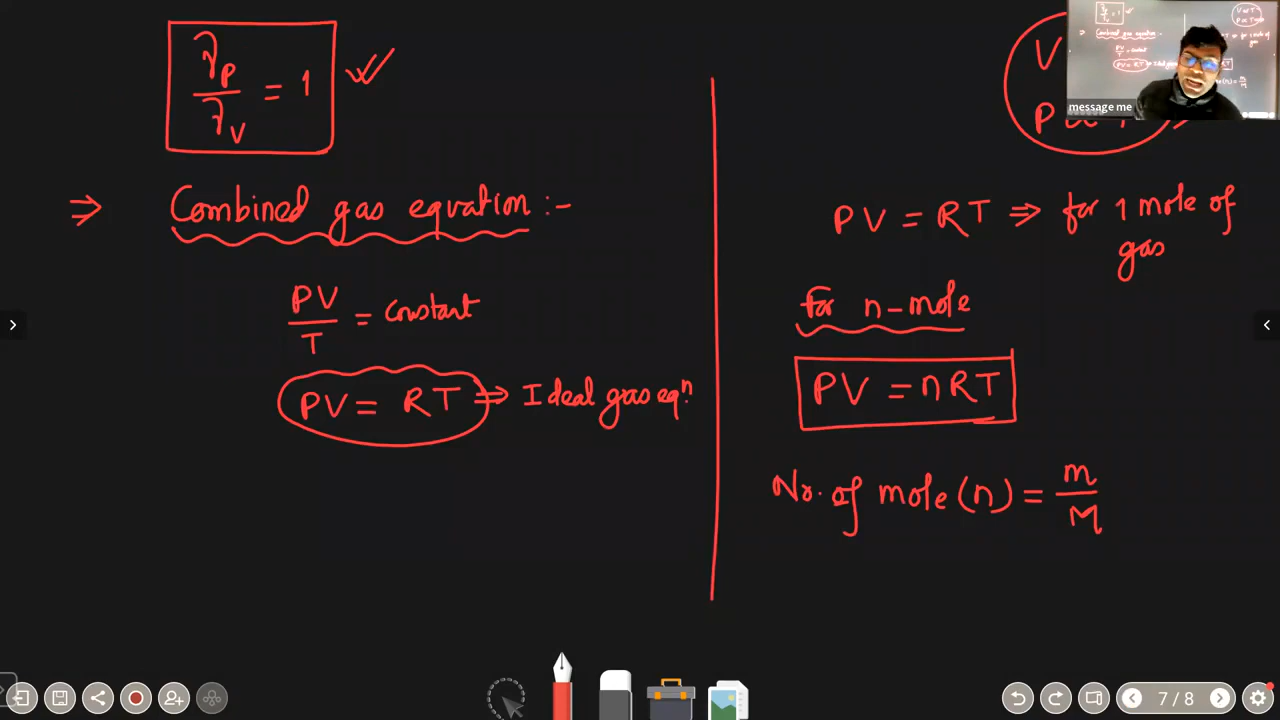 γP/γV = 1
⇒ Combined gas equation :-
PV/T = constant
PV = RT ⇒ Ideal gas eqⁿ.
V
P ∝ T
PV = RT ⇒ for 1 mole of
gas
for n-mole
PV = nRT
No. of mole (n) = m/M
message me
7 / 8